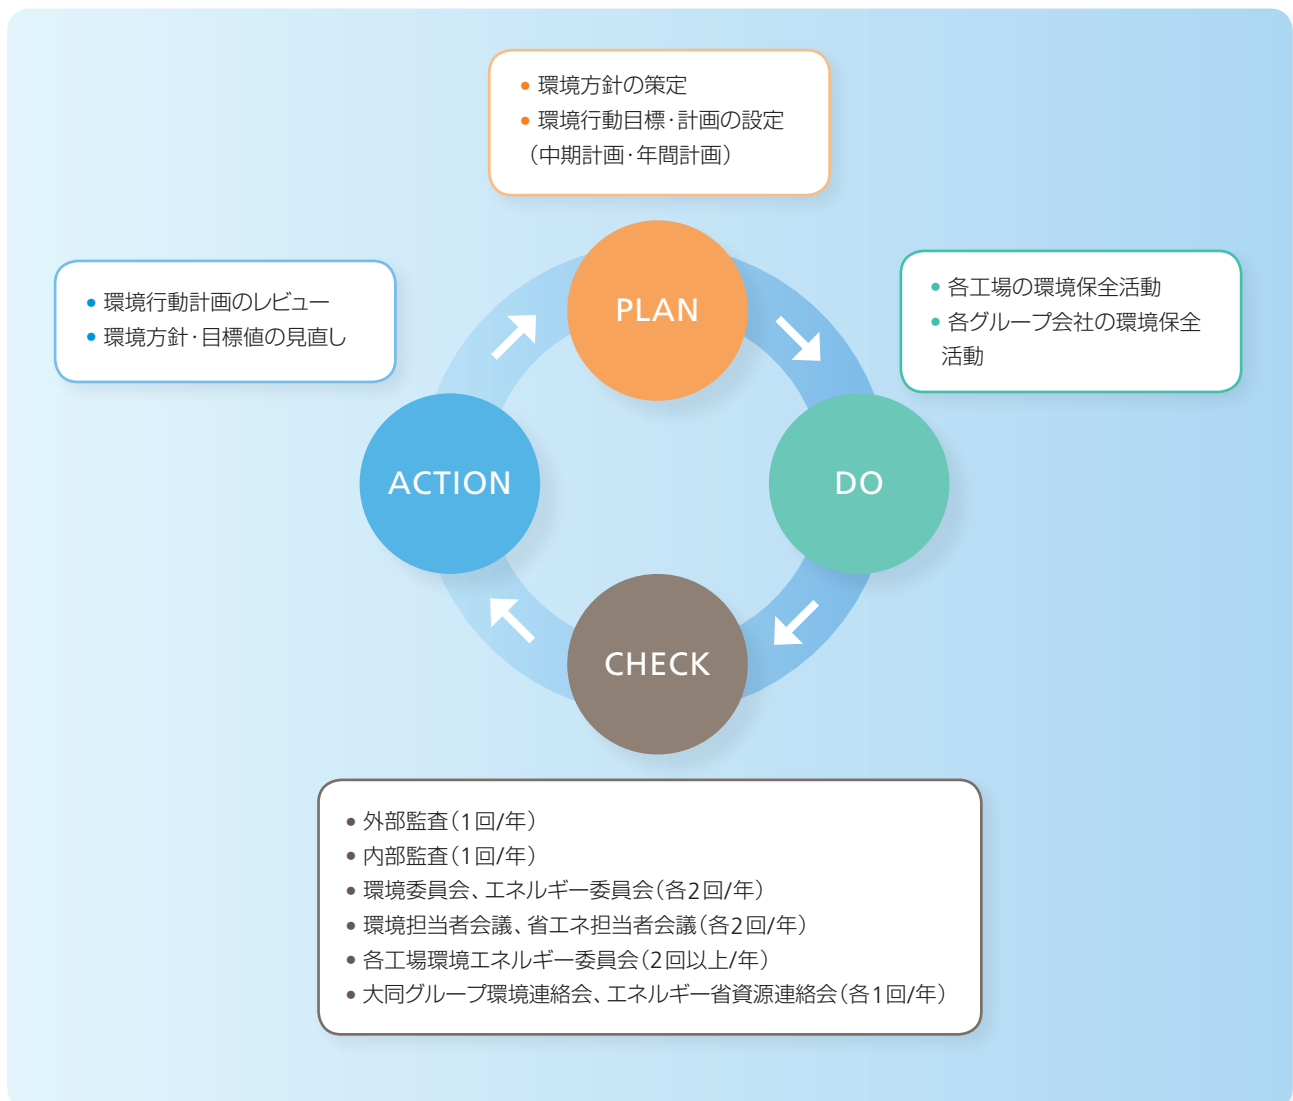 • 環境方針の策定
• 環境行動目標・計画の設定
（中期計画・年間計画）
PLAN
• 各工場の環境保全活動
• 各グループ会社の環境保全
活動
DO
CHECK
• 外部監査（1回/年）
• 内部監査（1回/年）
• 環境委員会、エネルギー委員会（各2回/年）
• 環境担当者会議、省エネ担当者会議（各2回/年）
• 各工場環境エネルギー委員会（2回以上/年）
• 大同グループ環境連絡会、エネルギー省資源連絡会（各1回/年）
ACTION
• 環境行動計画のレビュー
• 環境方針・目標値の見直し